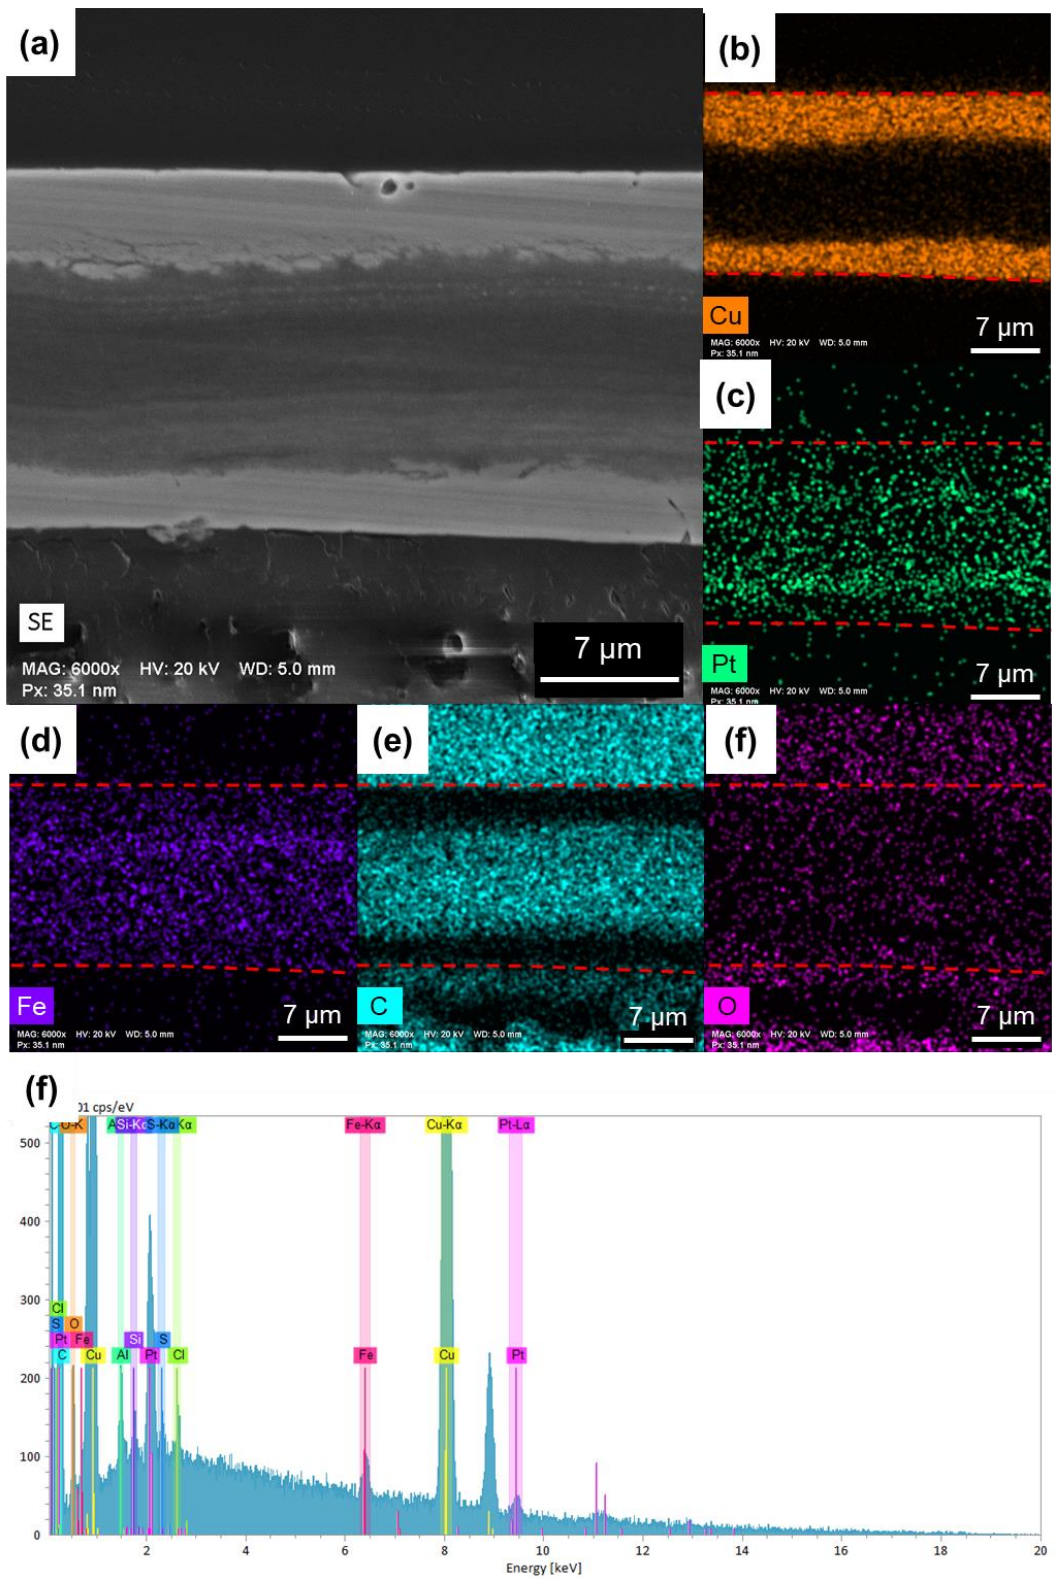 (a)
SE
MAG: 6000x HV: 20 kV WD: 5.0 mm
Px: 35.1 nm
7 µm
(b)
Cu
MAG: 6000x HV: 20 kV WD: 5.0 mm
Px: 35.1 nm
7 µm
(c)
Pt
MAG: 6000x HV: 20 kV WD: 5.0 mm
7 µm
(d)
Fe
MAG: 6000x HV: 20 kV WD: 5.0 mm
Px: 35.1 nm
7 µm
(e)
C
MAG: 6000x HV: 20 kV WD: 5.0 mm
Px: 35.1 nm
7 µm
(f)
O
MAG: 6000x HV: 20 kV WD: 5.0 mm
Px: 35.1 nm
7 µm
(f)
01 cps/eV
C O-K A Si-Kα S-Kα Kα Fe-Kα Cu-Kα Pt-Lα
500
400
300
200
100
0
Cl
S O
Pt Fe Si S
C Cu Al Pt Cl Fe Cu Pt
2 4 6 8 10 12 14 16 18 20
Energy [keV]